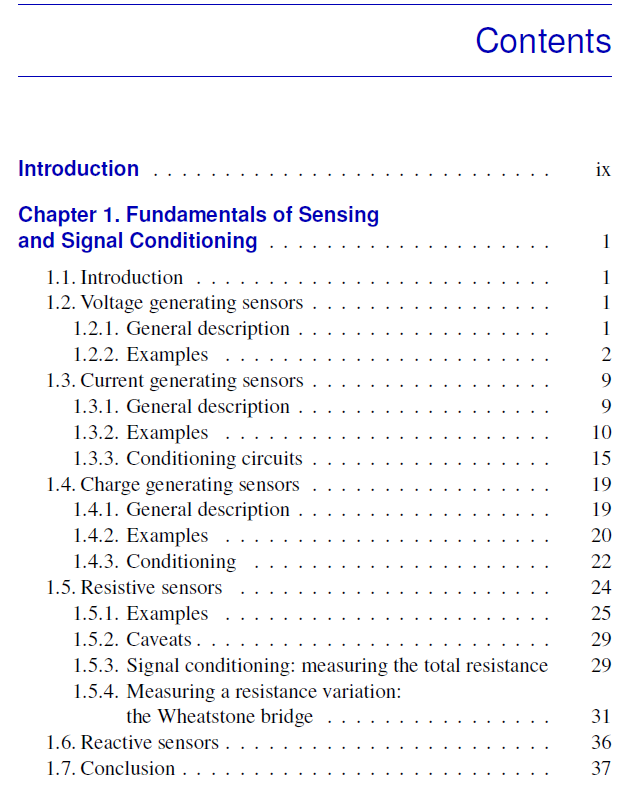 Contents
Introduction . . . . . . . . . . . . . . . . . . . . . . . . . . . . ix
Chapter 1. Fundamentals of Sensing
and Signal Conditioning . . . . . . . . . . . . . . . . . . . . 1
1.1. Introduction . . . . . . . . . . . . . . . . . . . . . . . . . 1
1.2. Voltage generating sensors . . . . . . . . . . . . . . . . . 1
1.2.1. General description . . . . . . . . . . . . . . . . . . 1
1.2.2. Examples . . . . . . . . . . . . . . . . . . . . . . . 2
1.3. Current generating sensors . . . . . . . . . . . . . . . . . 9
1.3.1. General description . . . . . . . . . . . . . . . . . . 9
1.3.2. Examples . . . . . . . . . . . . . . . . . . . . . . . 10
1.3.3. Conditioning circuits . . . . . . . . . . . . . . . . . 15
1.4. Charge generating sensors . . . . . . . . . . . . . . . . . 19
1.4.1. General description . . . . . . . . . . . . . . . . . . 19
1.4.2. Examples . . . . . . . . . . . . . . . . . . . . . . . 20
1.4.3. Conditioning . . . . . . . . . . . . . . . . . . . . . 22
1.5. Resistive sensors . . . . . . . . . . . . . . . . . . . . . . 24
1.5.1. Examples . . . . . . . . . . . . . . . . . . . . . . . 25
1.5.2. Caveats . . . . . . . . . . . . . . . . . . . . . . . . . 29
1.5.3. Signal conditioning: measuring the total resistance 29
1.5.4. Measuring a resistance variation:
the Wheatstone bridge . . . . . . . . . . . . . . . . 31
1.6. Reactive sensors . . . . . . . . . . . . . . . . . . . . . . . 36
1.7. Conclusion . . . . . . . . . . . . . . . . . . . . . . . . . . 37